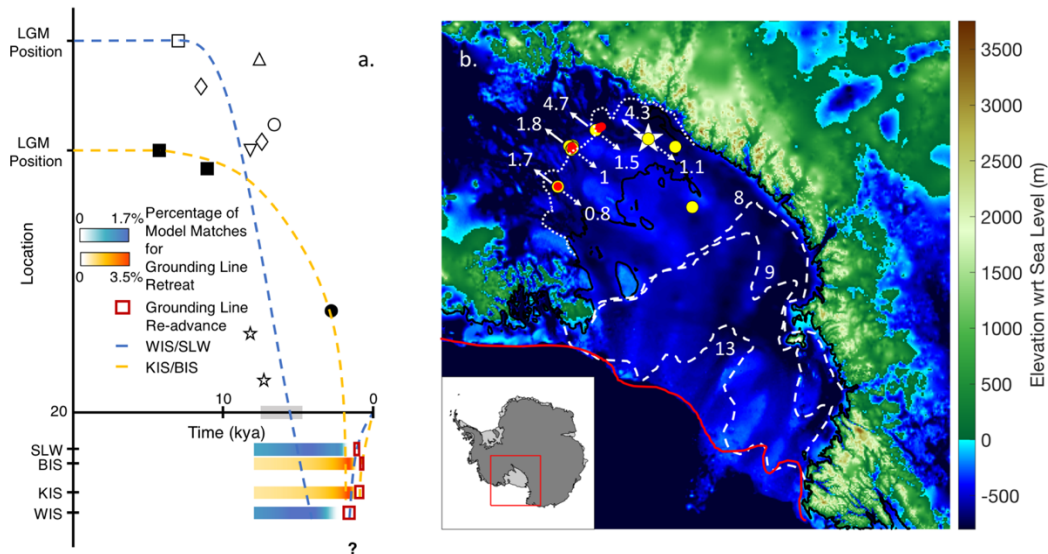 a.
LGM
Position
LGM
Position
Location
0
1.7%
Percentage of
Model Matches
for
Grounding Line
Retreat
0
3.5%
Grounding Line
Re-advance
WIS/SLW
KIS/BIS
20
10
0
Time (kya)
SLW
BIS
KIS
WIS
?
b.
4.7
4.3
1.8
1.5
1.1
1.7
1
0.8
8
9
13
3500
3000
2500
2000
1500
1000
500
0
-500
Elevation wrt Sea Level (m)